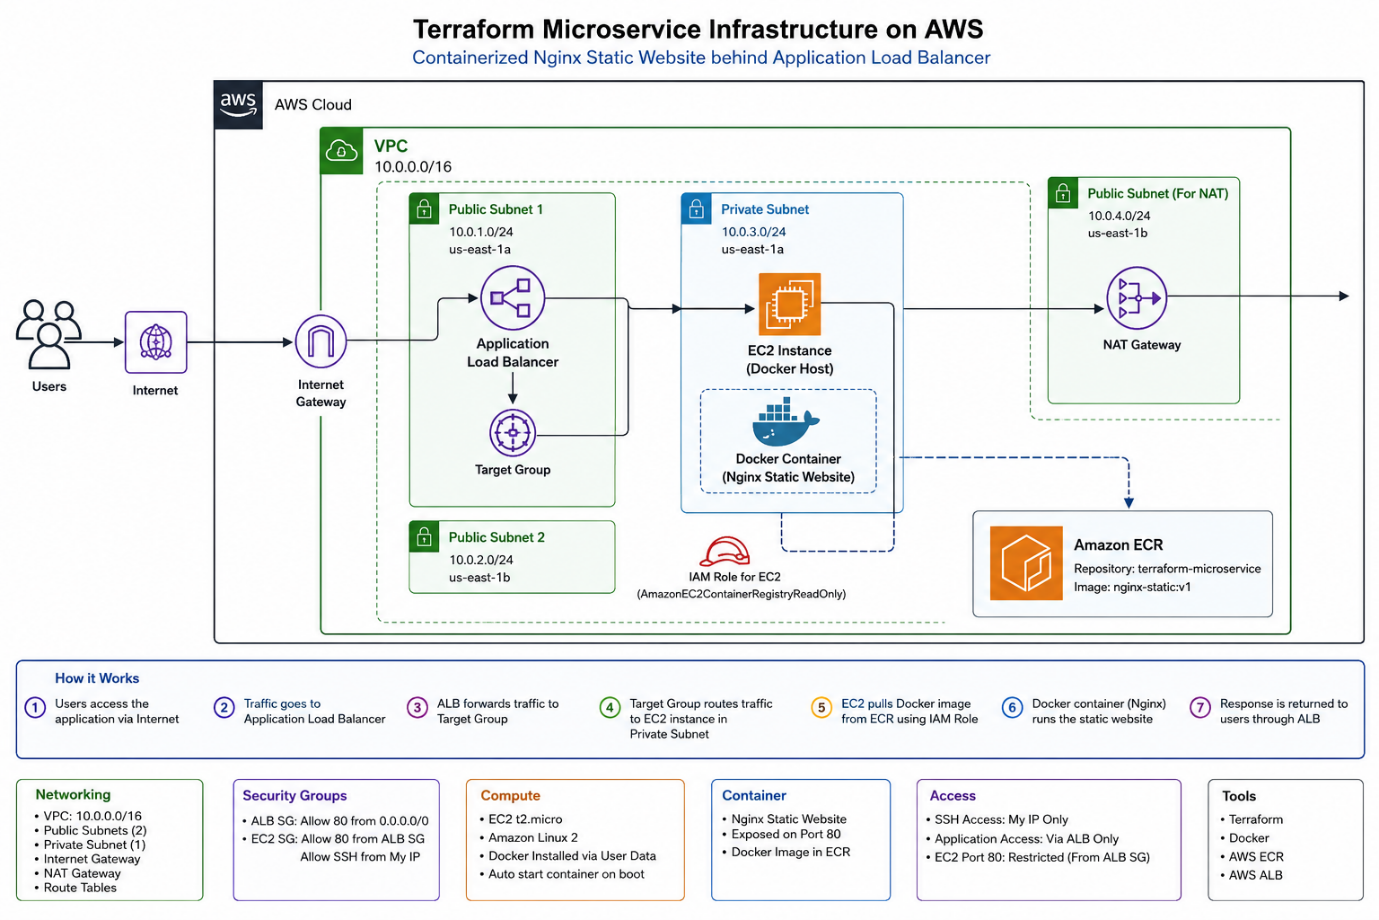 Terraform Microservice Infrastructure on AWS
Containerized Nginx Static Website behind Application Load Balancer
aws
AWS Cloud
VPC
10.0.0.0/16
Public Subnet 1
10.0.1.0/24
us-east-1a
Private Subnet
10.0.3.0/24
us-east-1a
Public Subnet (For NAT)
10.0.4.0/24
us-east-1b
Users
Internet
Internet
Gateway
Application
Load Balancer
Target Group
EC2 Instance
(Docker Host)
Docker Container
(Nginx Static Website)
NAT Gateway
Public Subnet 2
10.0.2.0/24
us-east-1b
IAM Role for EC2
(AmazonEC2ContainerRegistryReadOnly)
Amazon ECR
Repository: terraform-microservice
Image: nginx-static:v1
How it Works
1 Users access the
application via Internet
2 Traffic goes to
Application Load Balancer
3 ALB forwards traffic to
Target Group
4 Target Group routes traffic
to EC2 instance in
Private Subnet
5 EC2 pulls Docker image
from ECR using IAM Role
6 Docker container (Nginx)
runs the static website
7 Response is returned to
users through ALB
Networking
• VPC: 10.0.0.0/16
• Public Subnets (2)
• Private Subnet (1)
• Internet Gateway
• NAT Gateway
• Route Tables
Security Groups
• ALB SG: Allow 80 from 0.0.0.0/0
• EC2 SG: Allow 80 from ALB SG
Allow SSH from My IP
Compute
• EC2 t2.micro
• Amazon Linux 2
• Docker Installed via User Data
• Auto start container on boot
Container
• Nginx Static Website
• Exposed on Port 80
• Docker Image in ECR
Access
• SSH Access: My IP Only
• Application Access: Via ALB Only
• EC2 Port 80: Restricted (From ALB SG)
Tools
• Terraform
• Docker
• AWS ECR
• AWS ALB